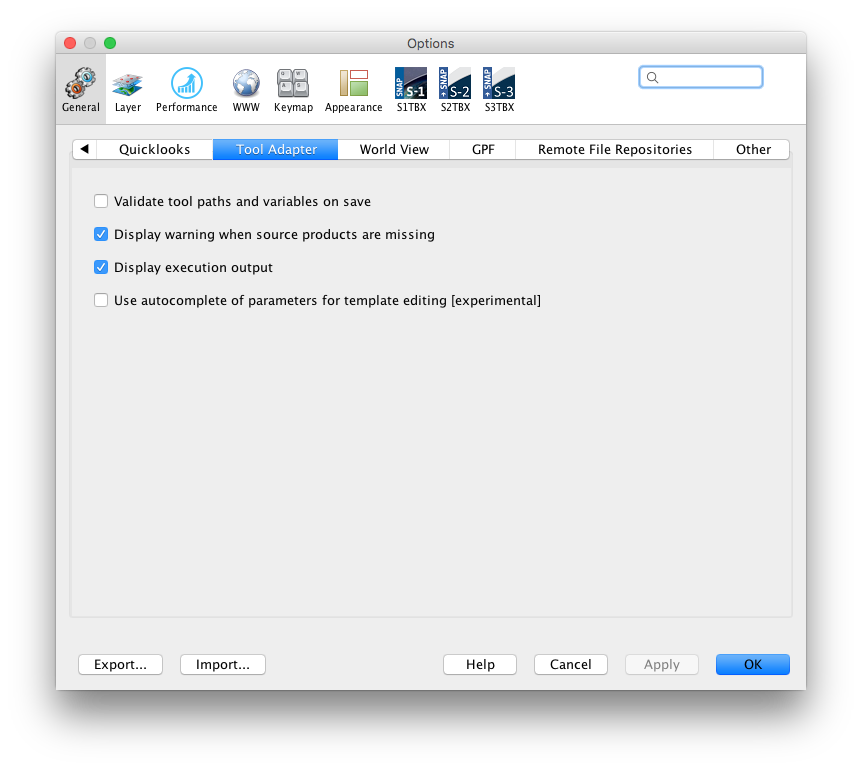 Options
General Layer Performance WWW Keymap Appearance S1TBX S2TBX S3TBX
SNAP S-1 SNAP S-2 SNAP S-3
Quicklooks Tool Adapter World View GPF Remote File Repositories Other
Validate tool paths and variables on save
Display warning when source products are missing
Display execution output
Use autocomplete of parameters for template editing [experimental]
Export... Import... Help Cancel Apply OK